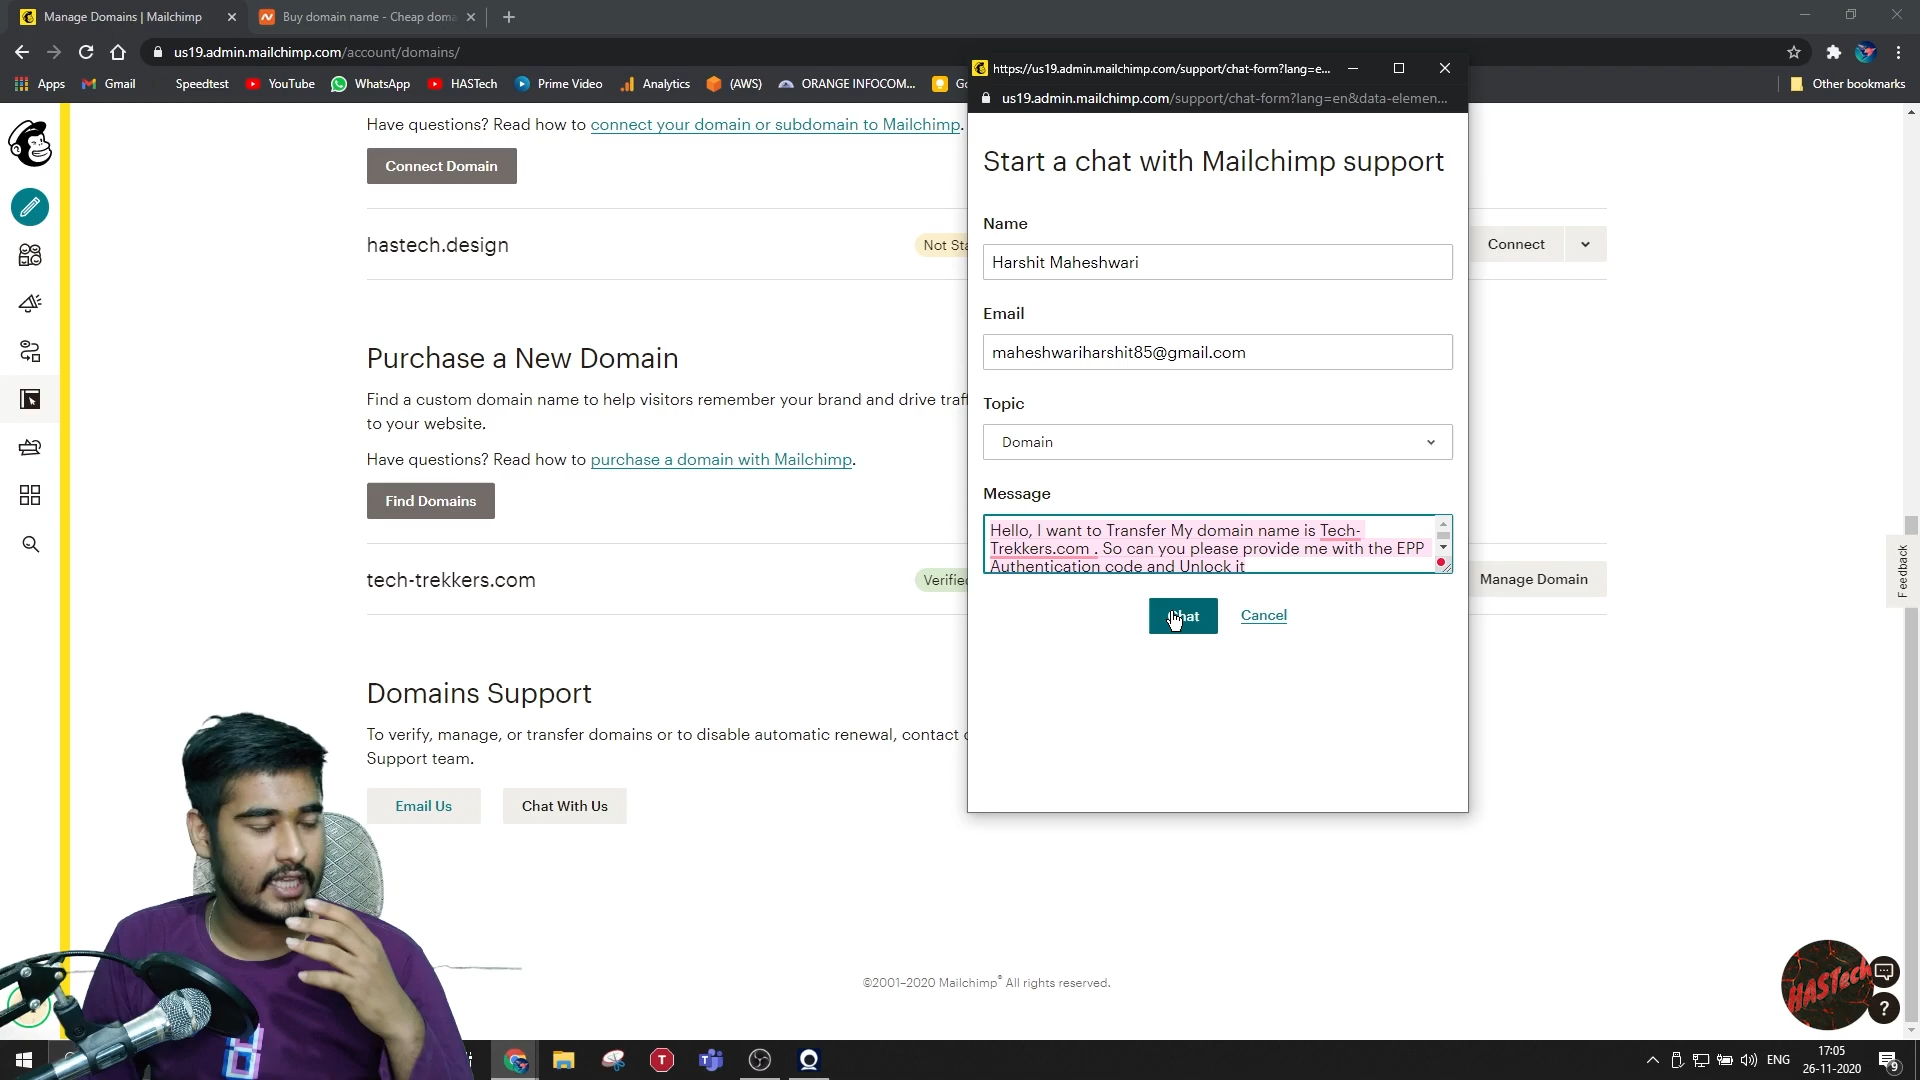 Manage Domains | Mailchimp
Buy domain name - Cheap doma
us19.admin.mailchimp.com/account/domains/
Apps
Gmail
Speedtest
YouTube
WhatsApp
HASTech
Prime Video
Analytics
(AWS)
ORANGE INFOCOM...
Other bookmarks
https://us19.admin.mailchimp.com/support/chat-form?lang=e...
us19.admin.mailchimp.com/support/chat-form?lang=en&data-elemen...
Have questions? Read how to connect your domain or subdomain to Mailchimp.
Connect Domain
hastech.design
Not Sta
Connect
Purchase a New Domain
Find a custom domain name to help visitors remember your brand and drive traff
to your website.
Have questions? Read how to purchase a domain with Mailchimp.
Find Domains
tech-trekkers.com
Verified
Manage Domain
Domains Support
To verify, manage, or transfer domains or to disable automatic renewal, contact
Support team.
Email Us
Chat With Us
Start a chat with Mailchimp support
Name
Harshit Maheshwari
Email
maheshwariharshit85@gmail.com
Topic
Domain
Message
Hello, I want to Transfer My domain name is Tech-
Trekkers.com . So can you please provide me with the EPP
Authentication code and Unlock it
Chat
Cancel
Feedback
©2001–2020 Mailchimp® All rights reserved.
HASTech
?
ENG
17:05
26-11-2020
9